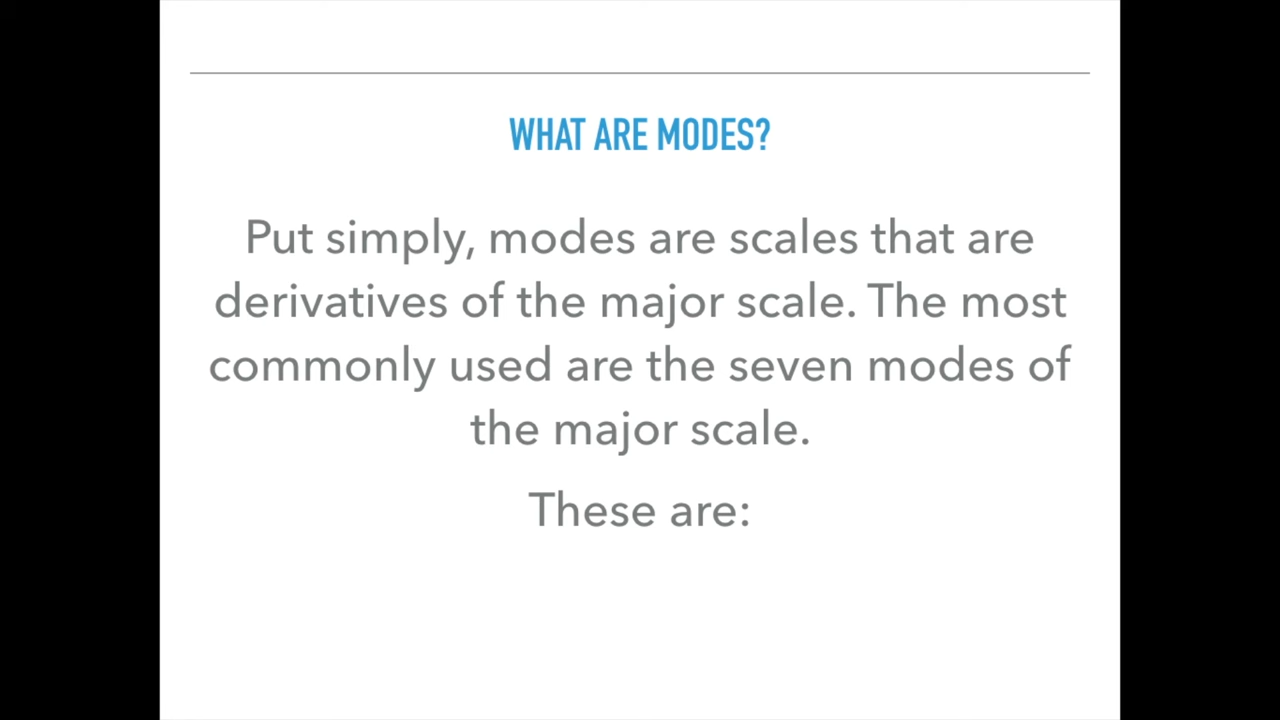 WHAT ARE MODES?
Put simply, modes are scales that are
derivatives of the major scale. The most
commonly used are the seven modes of
the major scale.
These are: